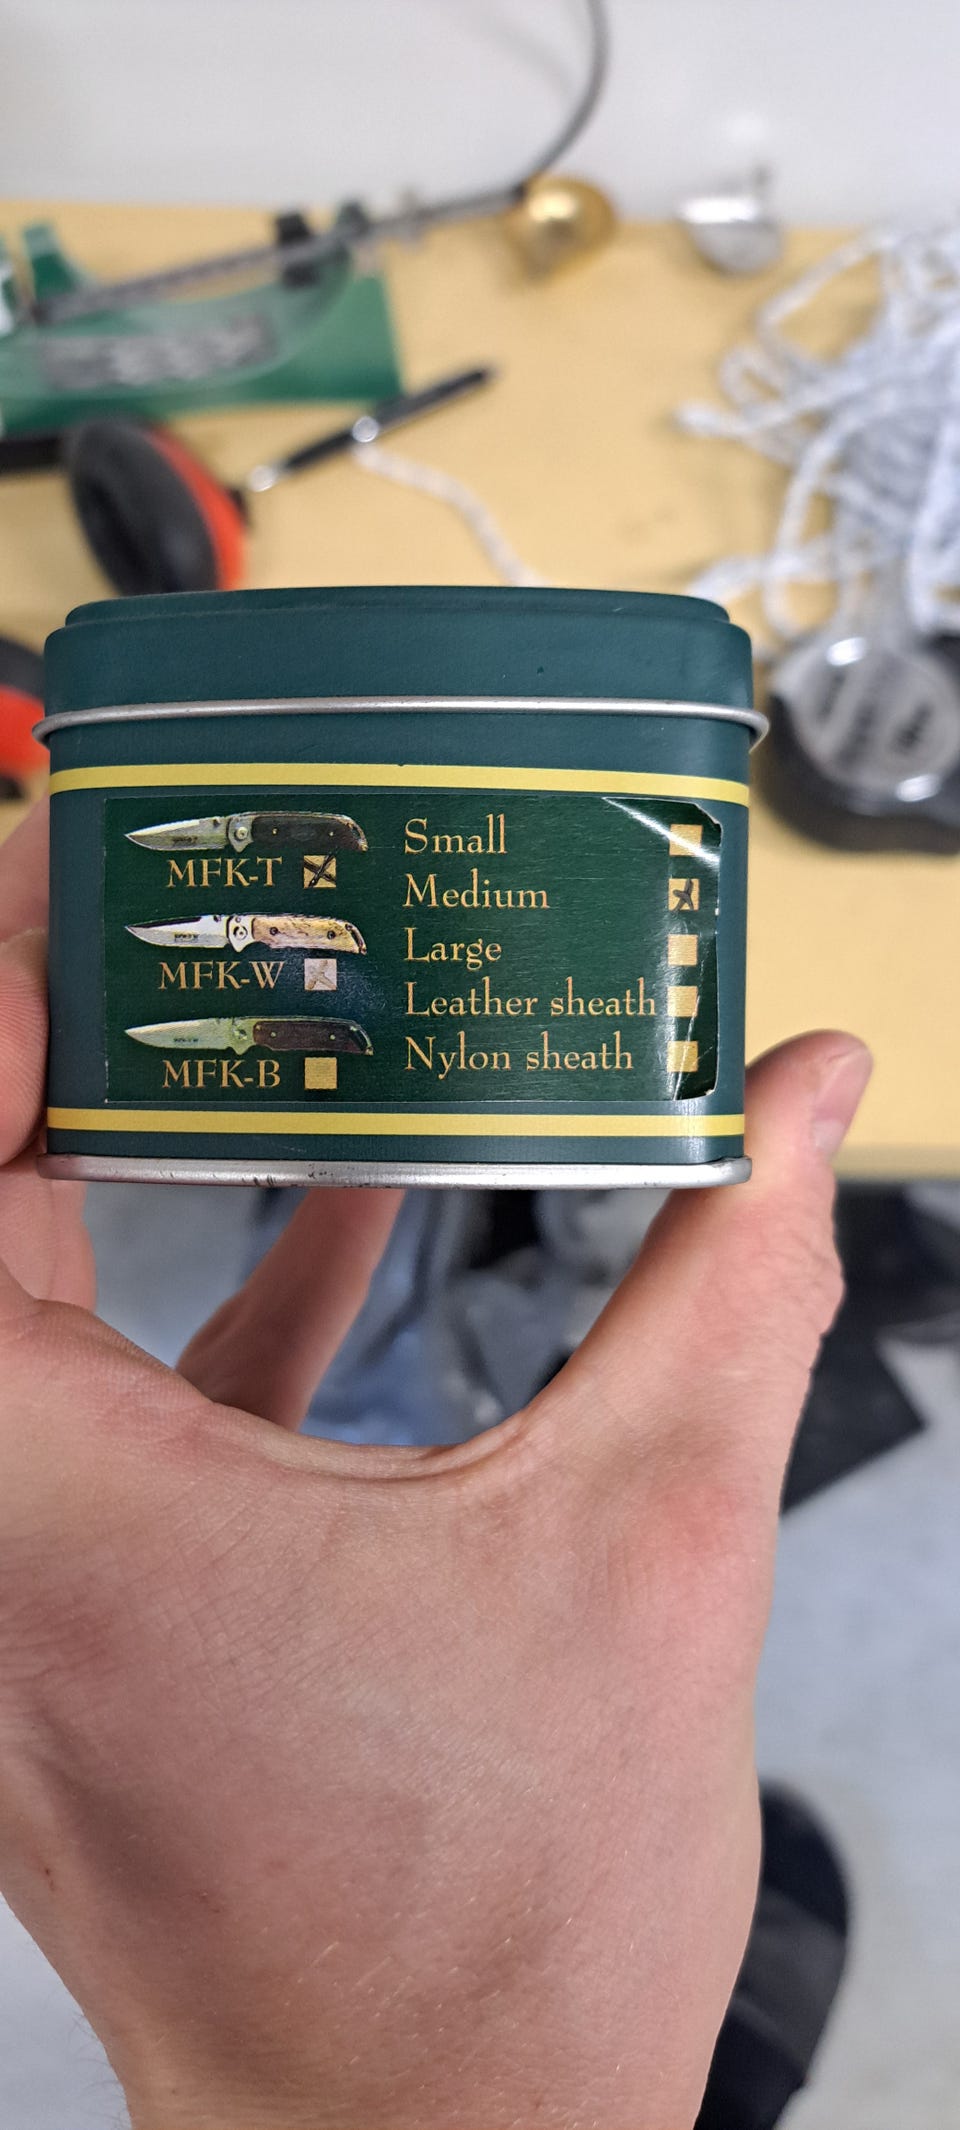 MFK-T
MFK-W
MFK-B
Small
Medium
Large
Leather sheath
Nylon sheath